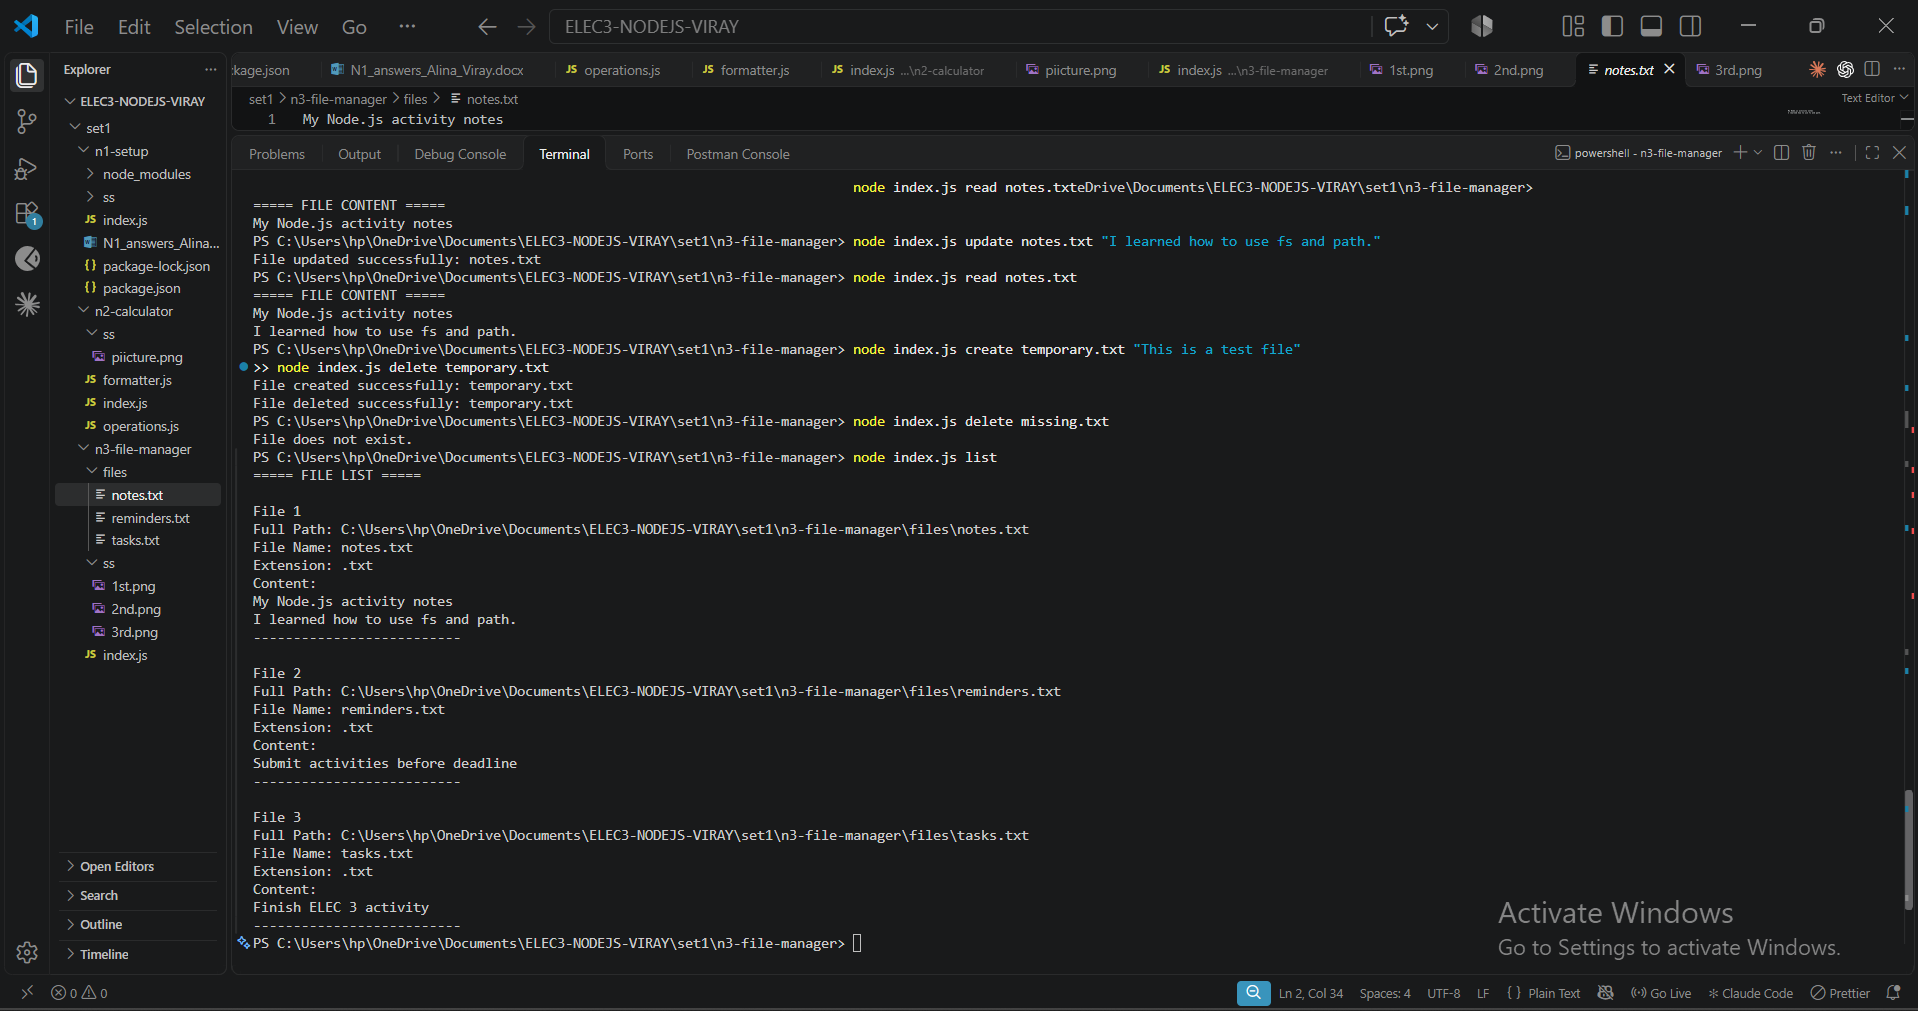 File Edit Selection View Go ··· ELEC3-NODEJS-VIRAY
Explorer ···
ckage.json N1_answers_Alina_Viray.docx operations.js formatter.js index.js ...\n2-calculator piicture.png index.js ...\n3-file-manager 1st.png 2nd.png notes.txt 3rd.png
ELEC3-NODEJS-VIRAY
set1
n1-setup
node_modules
ss
index.js
N1_answers_Alina...
package-lock.json
package.json
n2-calculator
ss
piicture.png
formatter.js
index.js
operations.js
n3-file-manager
files
notes.txt
reminders.txt
tasks.txt
ss
1st.png
2nd.png
3rd.png
index.js
Open Editors
Search
Outline
Timeline
1
set1 > n3-file-manager > files > notes.txt
Text Editor
1 My Node.js activity notes
Problems Output Debug Console Terminal Ports Postman Console
powershell - n3-file-manager
node index.js read notes.txteDrive\Documents\ELEC3-NODEJS-VIRAY\set1\n3-file-manager>
===== FILE CONTENT =====
My Node.js activity notes
PS C:\Users\hp\OneDrive\Documents\ELEC3-NODEJS-VIRAY\set1\n3-file-manager> node index.js update notes.txt "I learned how to use fs and path."
File updated successfully: notes.txt
PS C:\Users\hp\OneDrive\Documents\ELEC3-NODEJS-VIRAY\set1\n3-file-manager> node index.js read notes.txt
===== FILE CONTENT =====
My Node.js activity notes
I learned how to use fs and path.
PS C:\Users\hp\OneDrive\Documents\ELEC3-NODEJS-VIRAY\set1\n3-file-manager> node index.js create temporary.txt "This is a test file"
>> node index.js delete temporary.txt
File created successfully: temporary.txt
File deleted successfully: temporary.txt
PS C:\Users\hp\OneDrive\Documents\ELEC3-NODEJS-VIRAY\set1\n3-file-manager> node index.js delete missing.txt
File does not exist.
PS C:\Users\hp\OneDrive\Documents\ELEC3-NODEJS-VIRAY\set1\n3-file-manager> node index.js list
===== FILE LIST =====
File 1
Full Path: C:\Users\hp\OneDrive\Documents\ELEC3-NODEJS-VIRAY\set1\n3-file-manager\files\notes.txt
File Name: notes.txt
Extension: .txt
Content:
My Node.js activity notes
I learned how to use fs and path.
--------------------------
File 2
Full Path: C:\Users\hp\OneDrive\Documents\ELEC3-NODEJS-VIRAY\set1\n3-file-manager\files\reminders.txt
File Name: reminders.txt
Extension: .txt
Content:
Submit activities before deadline
--------------------------
File 3
Full Path: C:\Users\hp\OneDrive\Documents\ELEC3-NODEJS-VIRAY\set1\n3-file-manager\files\tasks.txt
File Name: tasks.txt
Extension: .txt
Content:
Finish ELEC 3 activity
--------------------------
PS C:\Users\hp\OneDrive\Documents\ELEC3-NODEJS-VIRAY\set1\n3-file-manager>
Activate Windows
Go to Settings to activate Windows.
0 0 Ln 2, Col 34 Spaces: 4 UTF-8 LF {} Plain Text Go Live Claude Code Prettier